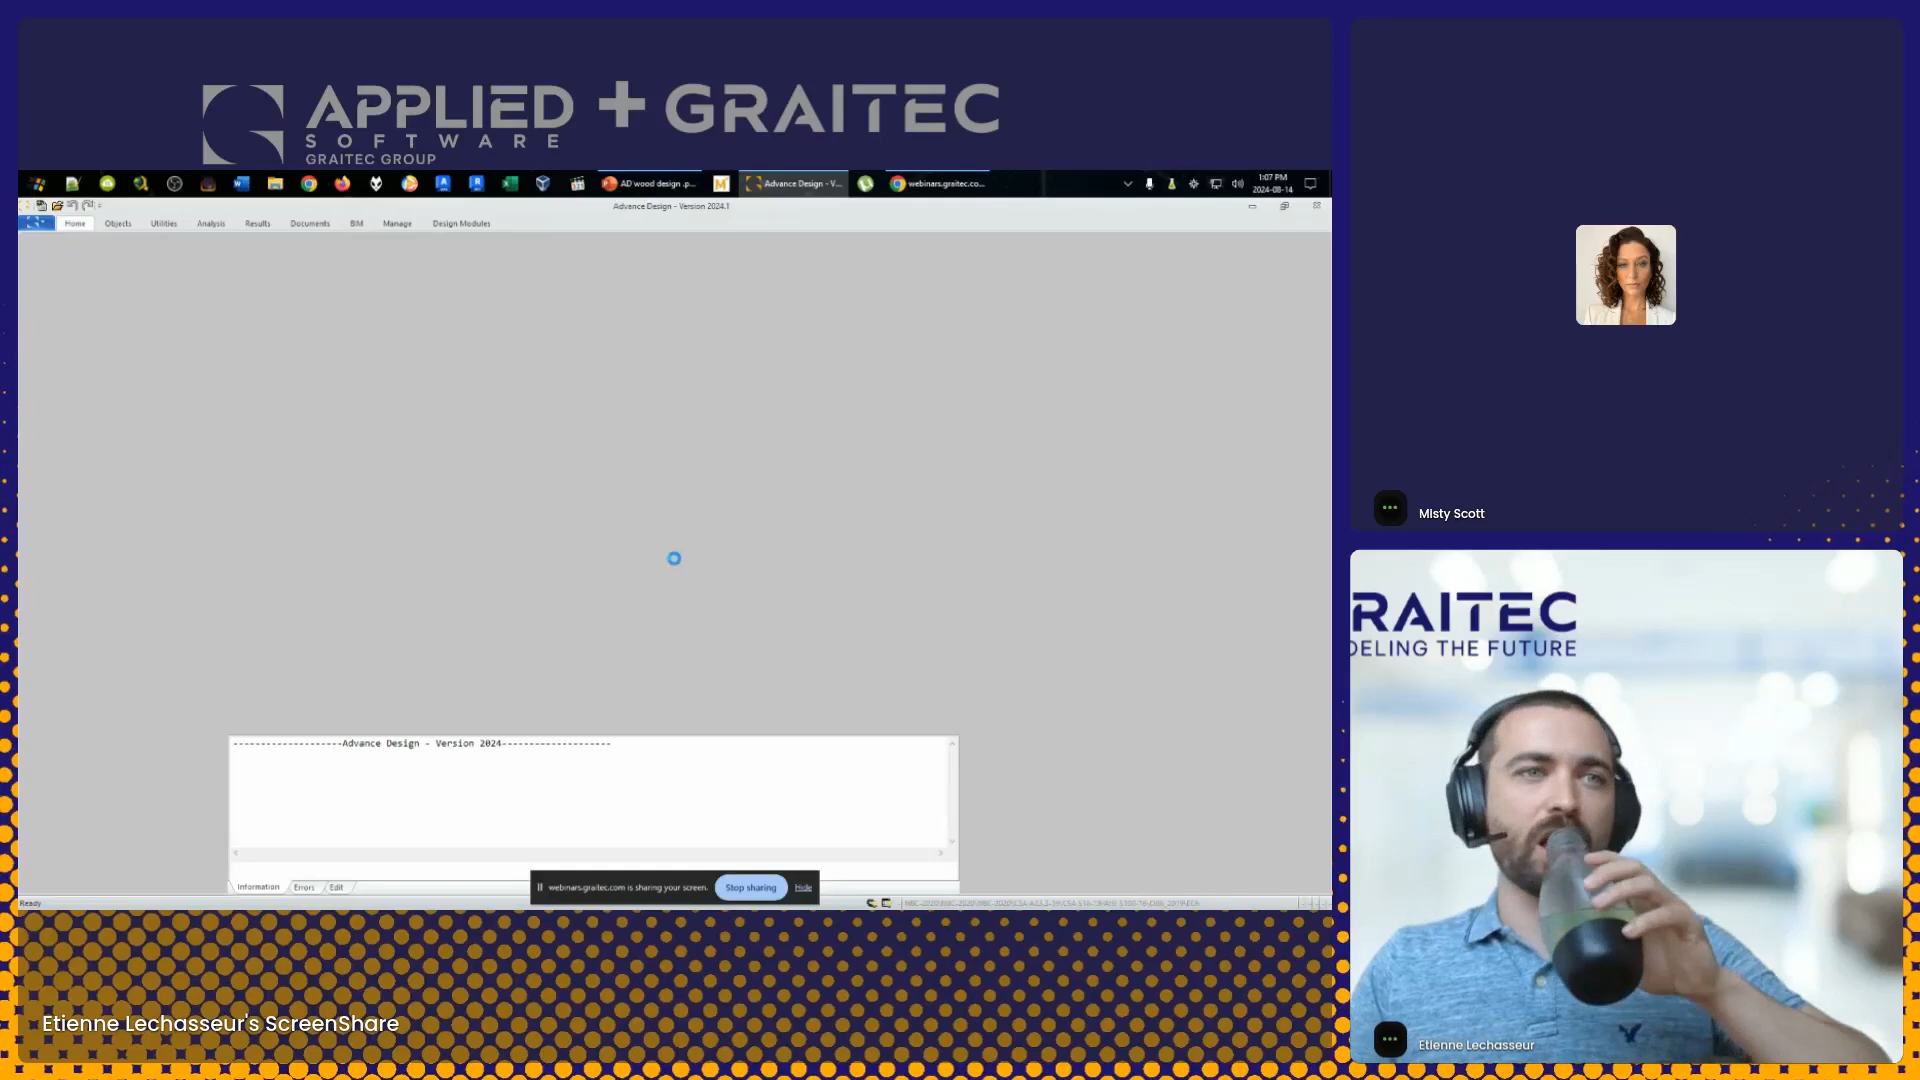 APPLIED + GRAITEC
SOFTWARE
GRAITEC GROUP
AD wood design .p...
Advance Design - V...
webinars.graitec.co...
1:07 PM
2024-08-14
Advance Design - Version 2024.1
Home
Objects
Utilities
Analysis
Results
Documents
BIM
Manage
Design Modules
--------------------Advance Design - Version 2024--------------------
Information
Errors
Edit
webinars.graitec.com is sharing your screen.
Stop sharing
Hide
Ready
Etienne Lechasseur's ScreenShare
Misty Scott
RAITEC
DELING THE FUTURE
Etienne Lechasseur